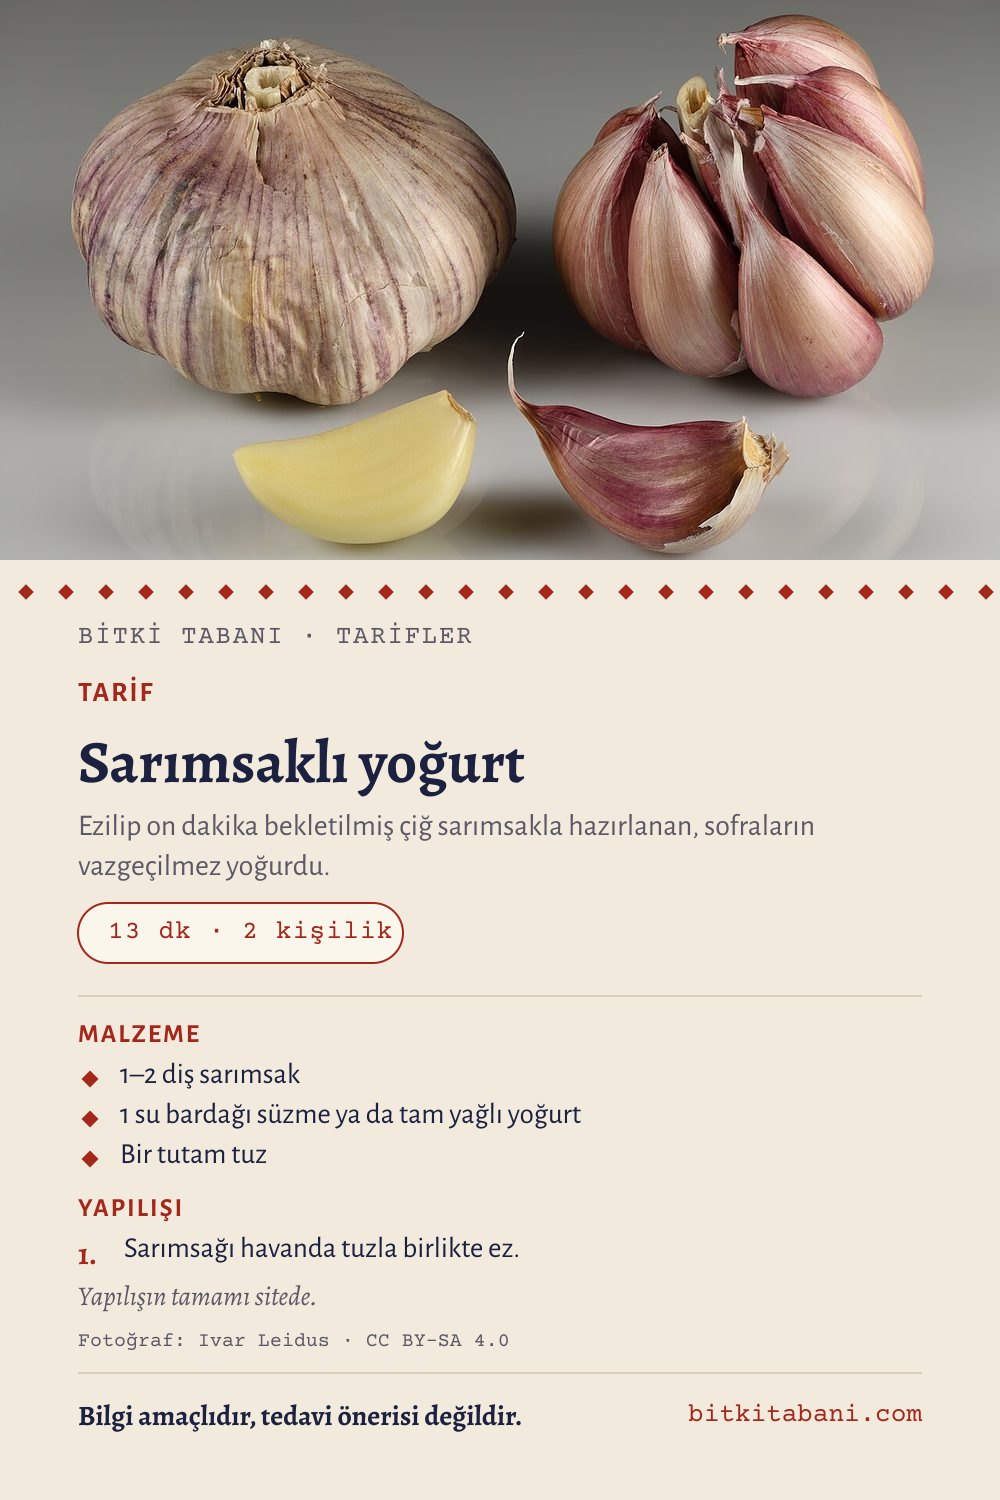 BİTKİ TABANI · TARİFLER
TARİF
Sarımsaklı yoğurt
Ezilip on dakika bekletilmiş çiğ sarımsakla hazırlanan, sofraların
vazgeçilmez yoğurdu.
13 dk · 2 kişilik
MALZEME
◆ 1–2 diş sarımsak
◆ 1 su bardağı süzme ya da tam yağlı yoğurt
◆ Bir tutam tuz
YAPILIŞI
1. Sarımsağı havanda tuzla birlikte ez.
Yapılışın tamamı sitede.
Fotoğraf: Ivar Leidus · CC BY-SA 4.0
Bilgi amaçlıdır, tedavi önerisi değildir.
bitkitabani.com